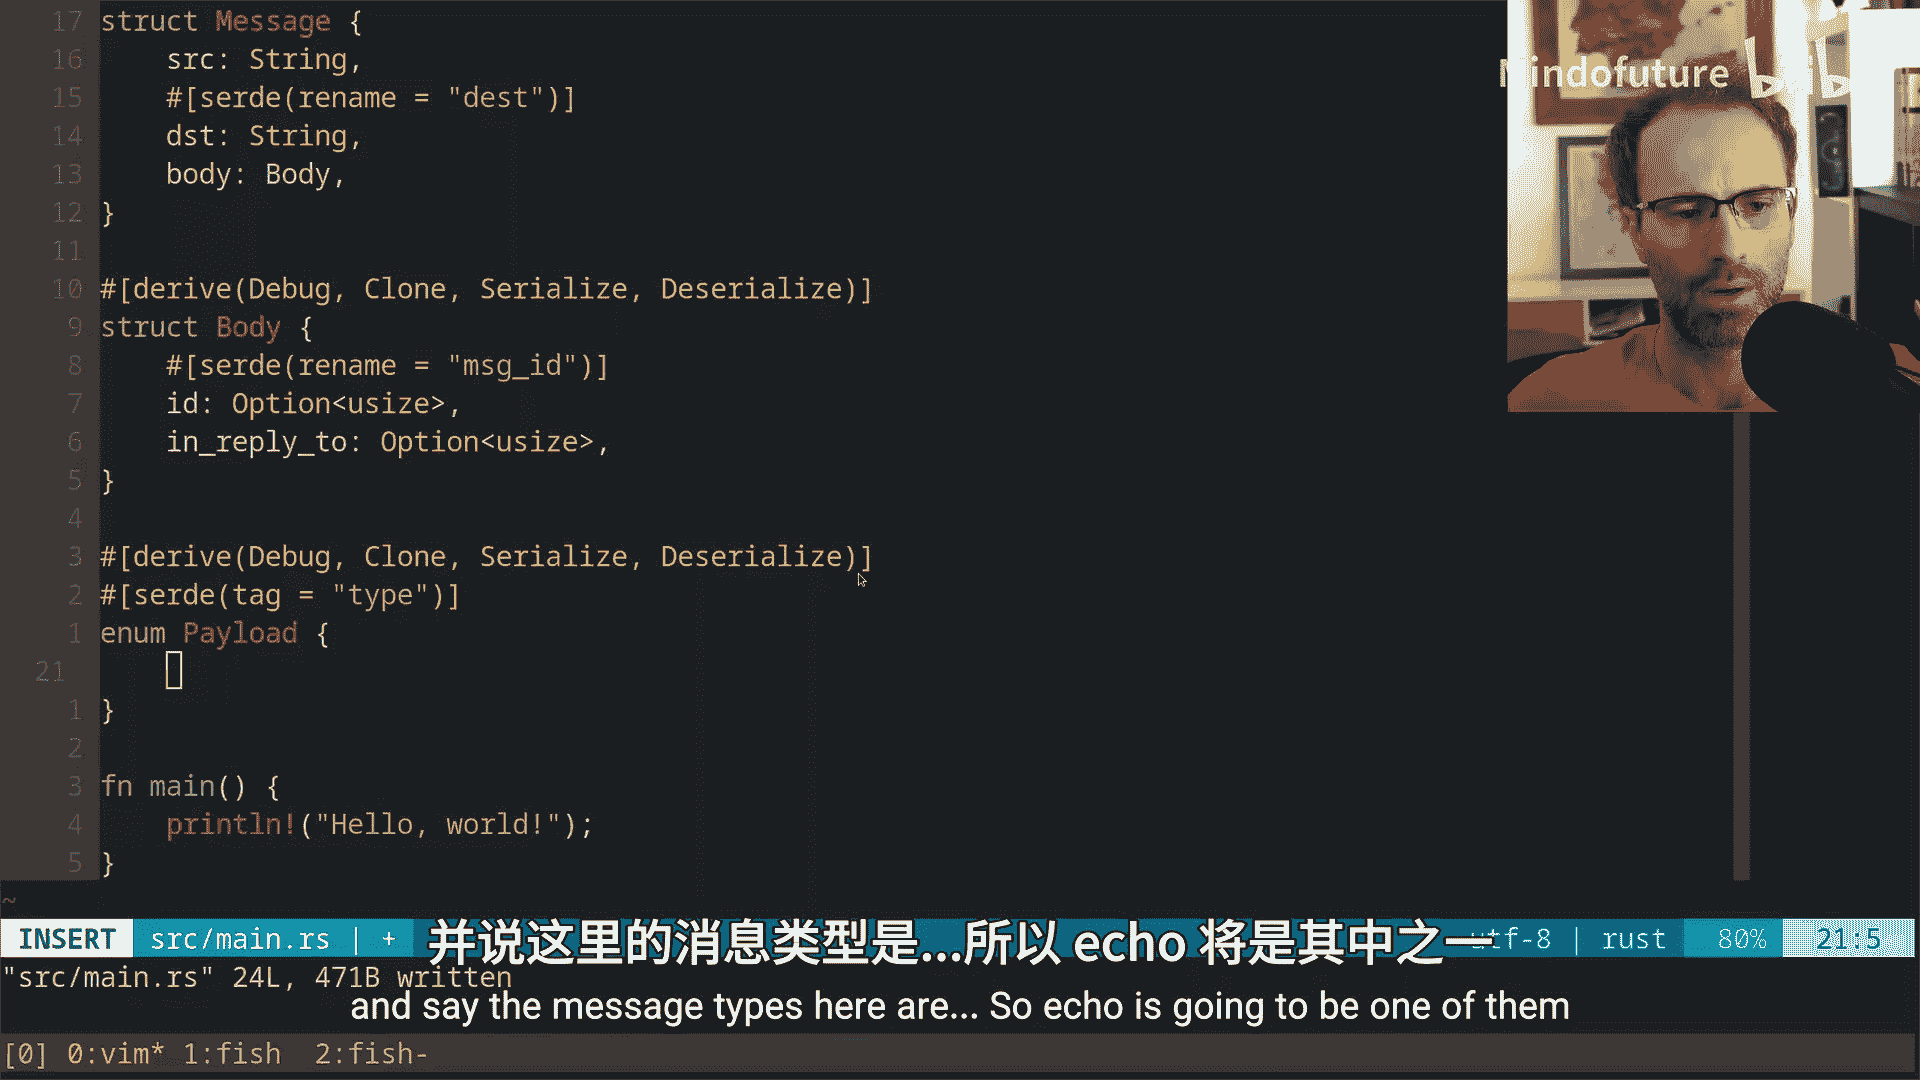 17 struct Message {
16     src: String,
15     #[serde(rename = "dest")]
14     dst: String,
13     body: Body,
12 }
11
10 #[derive(Debug, Clone, Serialize, Deserialize)]
9 struct Body {
8     #[serde(rename = "msg_id")]
7     id: Option<usize>,
6     in_reply_to: Option<usize>,
5 }
4
3 #[derive(Debug, Clone, Serialize, Deserialize)]
2 #[serde(tag = "type")]
1 enum Payload {
21
1 }
2
3 fn main() {
4     println!("Hello, world!");
5 }
~
Mindofuture
INSERT src/main.rs | + utf-8 | rust 80% 21:5
并说这里的消息类型是...所以 echo 将是其中之一
"src/main.rs" 24L, 471B written
and say the message types here are... So echo is going to be one of them
[0] 0:vim* 1:fish 2:fish-